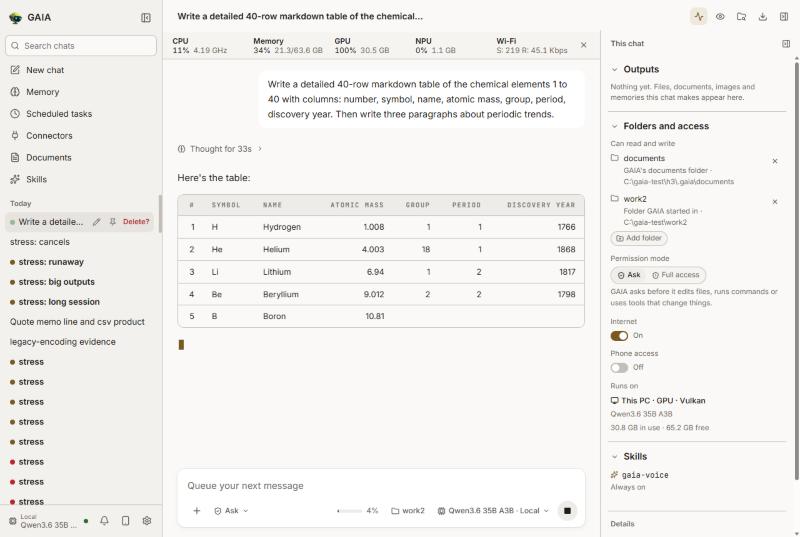 GAIA
Search chats
New chat
Memory
Scheduled tasks
Connectors
Documents
Skills
Today
Write a detaile... Delete?
stress: cancels
stress: runaway
stress: big outputs
stress: long session
Quote memo line and csv product
legacy-encoding evidence
stress
stress
stress
stress
stress
stress
stress
stress
Local
Qwen3.6 35B ...
Write a detailed 40-row markdown table of the chemical...
CPU Memory GPU NPU Wi-Fi
11% 4.19 GHz 34% 21.3/63.6 GB 100% 30.5 GB 0% 1.1 GB S: 219 R: 45.1 Kbps
Write a detailed 40-row markdown table of the chemical elements 1 to
40 with columns: number, symbol, name, atomic mass, group, period,
discovery year. Then write three paragraphs about periodic trends.
Thought for 33s
Here's the table:
# SYMBOL NAME ATOMIC MASS GROUP PERIOD DISCOVERY YEAR
1 H Hydrogen 1.008 1 1 1766
2 He Helium 4.003 18 1 1868
3 Li Lithium 6.94 1 2 1817
4 Be Beryllium 9.012 2 2 1798
5 B Boron 10.81
Queue your next message
Ask 4% work2 Qwen3.6 35B A3B · Local
This chat
Outputs
Nothing yet. Files, documents, images and
memories this chat makes appear here.
Folders and access
Can read and write
documents
GAIA's documents folder ·
C:\gaia-test\h3\.gaia\documents
work2
Folder GAIA started in ·
C:\gaia-test\work2
Add folder
Permission mode
Ask Full access
GAIA asks before it edits files, runs commands or
uses tools that change things.
Internet
On
Phone access
Off
Runs on
This PC · GPU · Vulkan
Qwen3.6 35B A3B
30.8 GB in use · 65.2 GB free
Skills
gaia-voice
Always on
Details